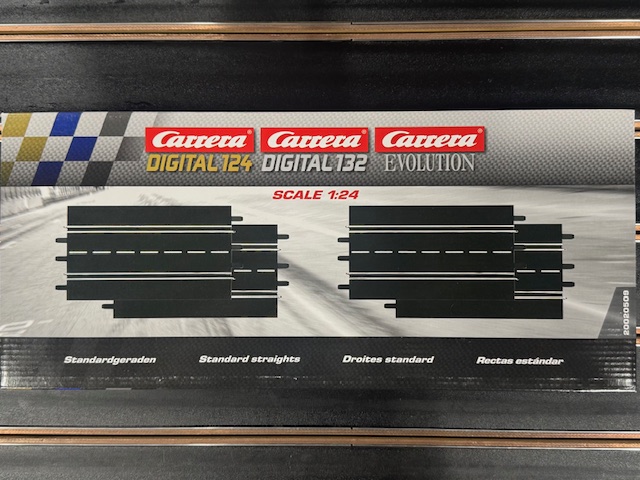 Carrera Carrera Carrera
DIGITAL 124 DIGITAL 132 EVOLUTION
SCALE 1:24
20020509
Standardgeraden Standard straights Droites standard Rectas estándar